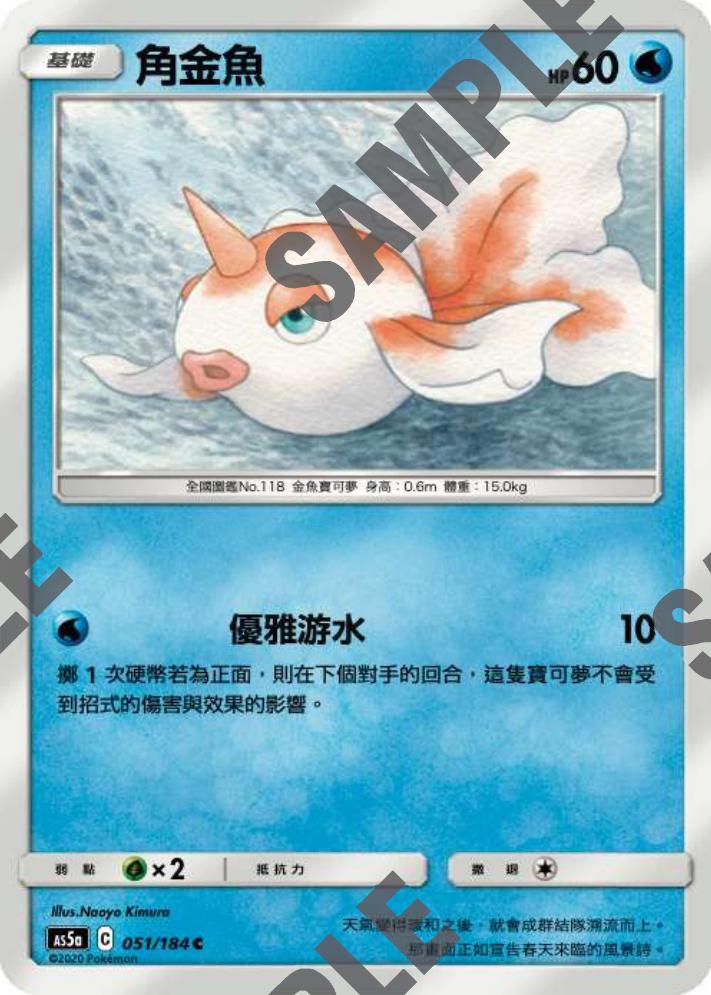 基礎 角金魚 HP60
SAMPLE
全國圖鑑No.118 金魚寶可夢 身高：0.6m 體重：15.0kg
優雅游水 10
擲 1 次硬幣若為正面，則在下個對手的回合，這隻寶可夢不會受
到招式的傷害與效果的影響。
弱點 ×2 抵抗力 撤退
Illus.Naoyo Kimura
天氣變得暖和之後，就會成群結隊溯流而上。
AS5a C 051/184 C
那畫面正如宣告春天來臨的風景詩。
©2020 Pokémon